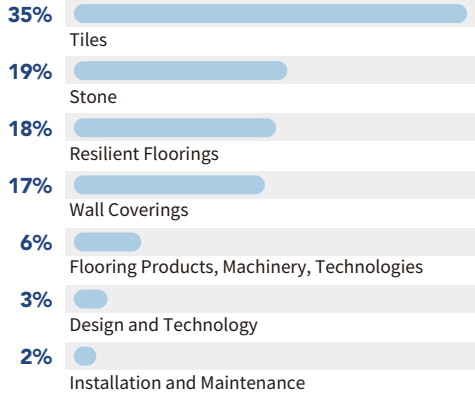 35%
Tiles
19%
Stone
18%
Resilient Floorings
17%
Wall Coverings
6%
Flooring Products, Machinery, Technologies
3%
Design and Technology
2%
Installation and Maintenance